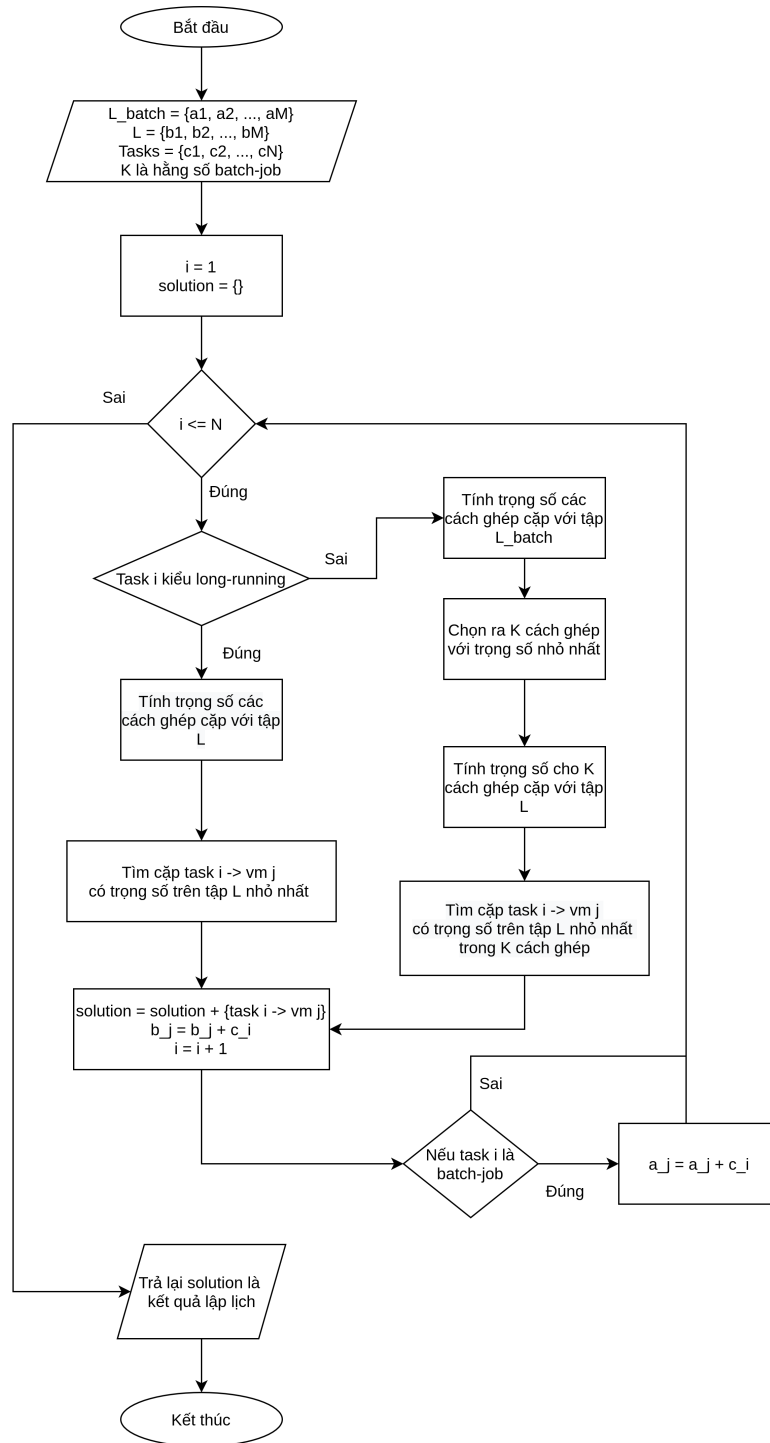 Bắt đầu
L_batch = {a1, a2, ..., aM}
L = {b1, b2, ..., bM}
Tasks = {c1, c2, ..., cN}
K là hằng số batch-job
i = 1
solution = {}
Sai
i <= N
Đúng
Task i kiểu long-running
Sai
Tính trọng số các
cách ghép cặp với tập
L_batch
Chọn ra K cách ghép
với trọng số nhỏ nhất
Đúng
Tính trọng số các
cách ghép cặp với tập
L
Tính trọng số cho K
cách ghép cặp với tập
L
Tìm cặp task i -> vm j
có trọng số trên tập L nhỏ nhất
Tìm cặp task i -> vm j
có trọng số trên tập L nhỏ nhất
trong K cách ghép
solution = solution + {task i -> vm j}
b_j = b_j + c_i
i = i + 1
Sai
Nếu task i là
batch-job
Đúng
a_j = a_j + c_i
Trả lại solution là
kết quả lập lịch
Kết thúc